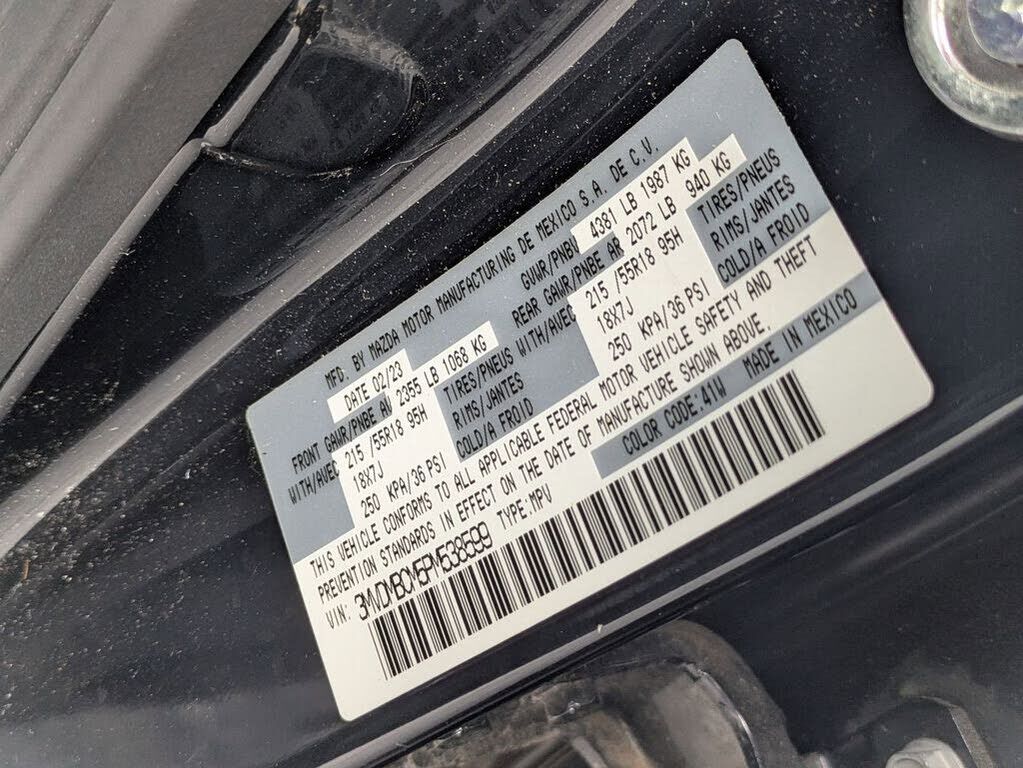 MFD. BY MAZDA MOTOR MANUFACTURING DE MEXICO S.A. DE C.V.
DATE 02/23 GVWR/PNBV 4381 LB 1987 KG
FRONT GAWR/PNBE AV 2355 LB 1068 KG REAR GAWR/PNBE AR 2072 LB 940 KG
WITH/AVEC 215 /55R18 95H TIRES/PNEUS WITH/AVEC 215 /55R18 95H TIRES/PNEUS
18X7J RIMS/JANTES 18X7J RIMS/JANTES
250 KPA/36 PSI COLD/A FROID 250 KPA/36 PSI COLD/A FROID
THIS VEHICLE CONFORMS TO ALL APPLICABLE FEDERAL MOTOR VEHICLE SAFETY AND THEFT
PREVENTION STANDARDS IN EFFECT ON THE DATE OF MANUFACTURE SHOWN ABOVE.
VIN: 3MVDMBCM5PM538599 TYPE:MPV COLOR CODE:41W MADE IN MEXICO